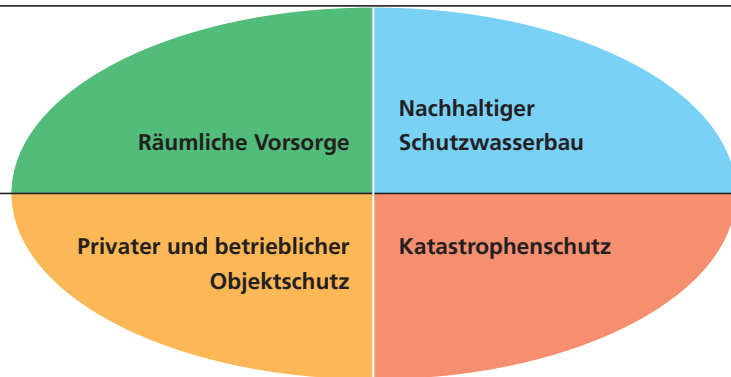 Räumliche Vorsorge
Nachhaltiger
Schutzwasserbau
Privater und betrieblicher
Objektschutz
Katastrophenschutz